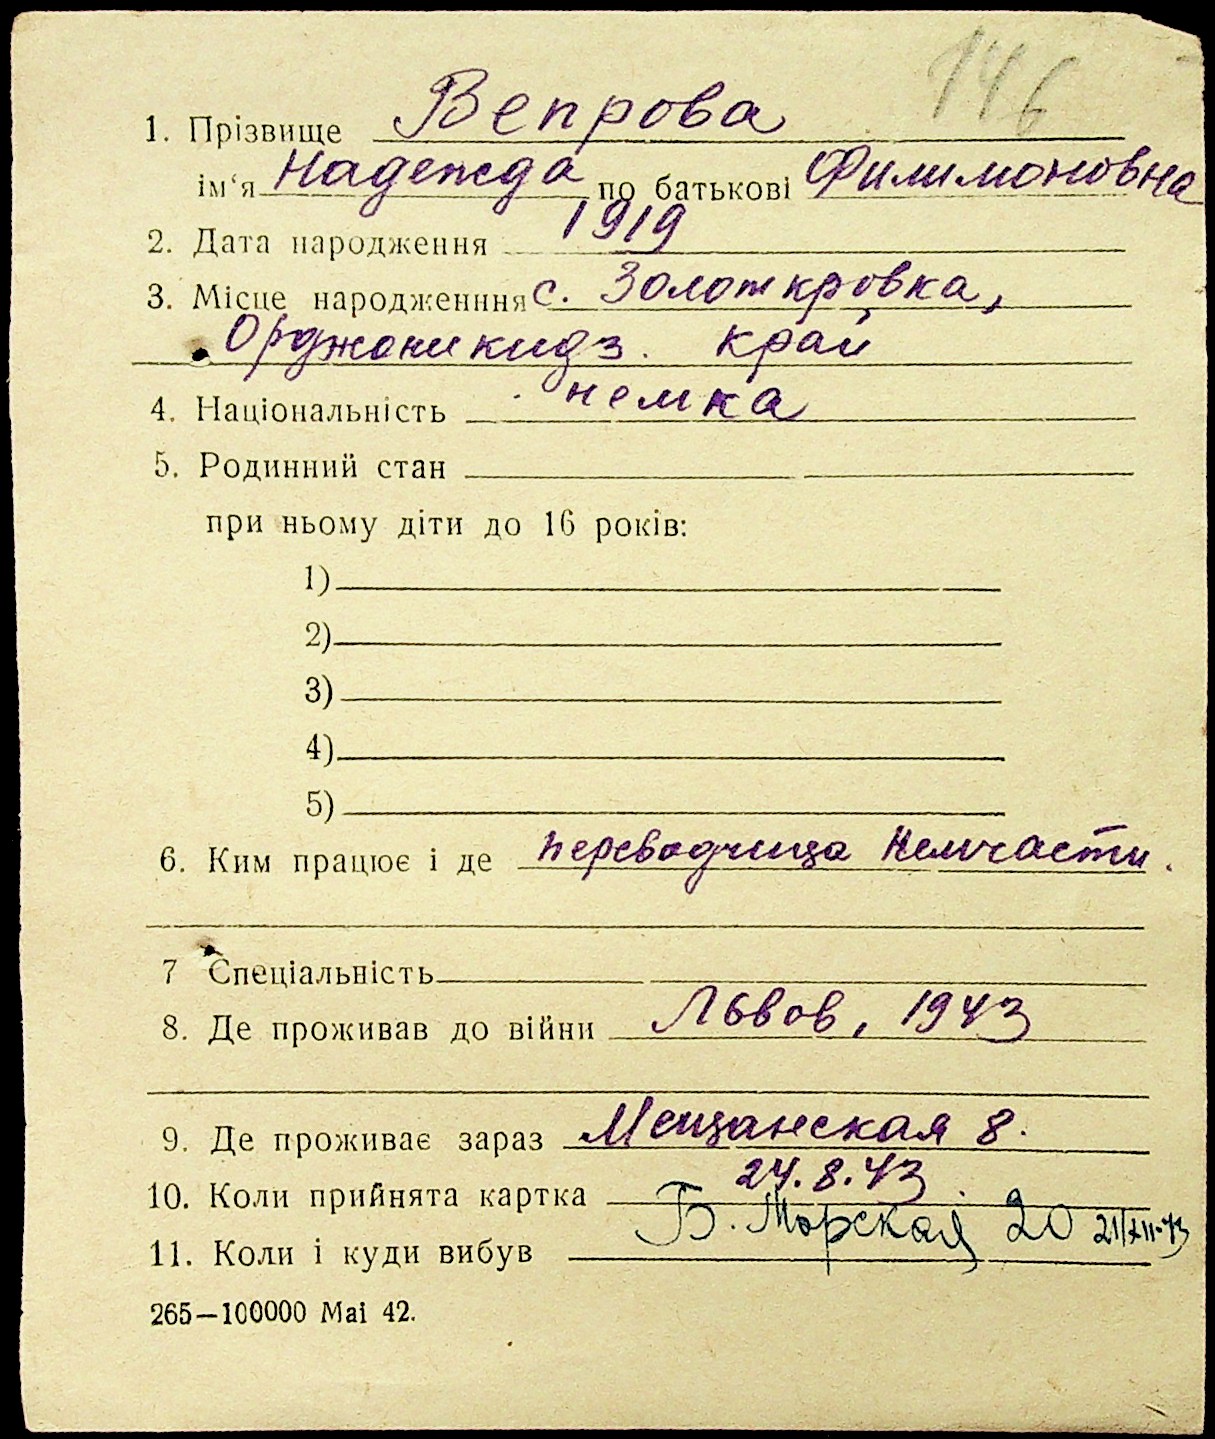 146
1. Прізвище Вепрова
ім‘я Надежда по батькові Филимоновна
2. Дата народження 1919
3. Місце народженння с. Золоткровка,
Орджоникидз. край
4. Національність немка
5. Родинний стан
при ньому діти до 16 років:
1)
2)
3)
4)
5)
6. Ким працює і де переводчица Немчасти.
7 Спеціальність
8. Де проживав до війни Львов, 1943
9. Де проживає зараз Мещанская 8.
10. Коли прийнята картка 24.8.43
11. Коли і куди вибув Б. Морская 20 21/XII-43
265—100000 Mai 42.